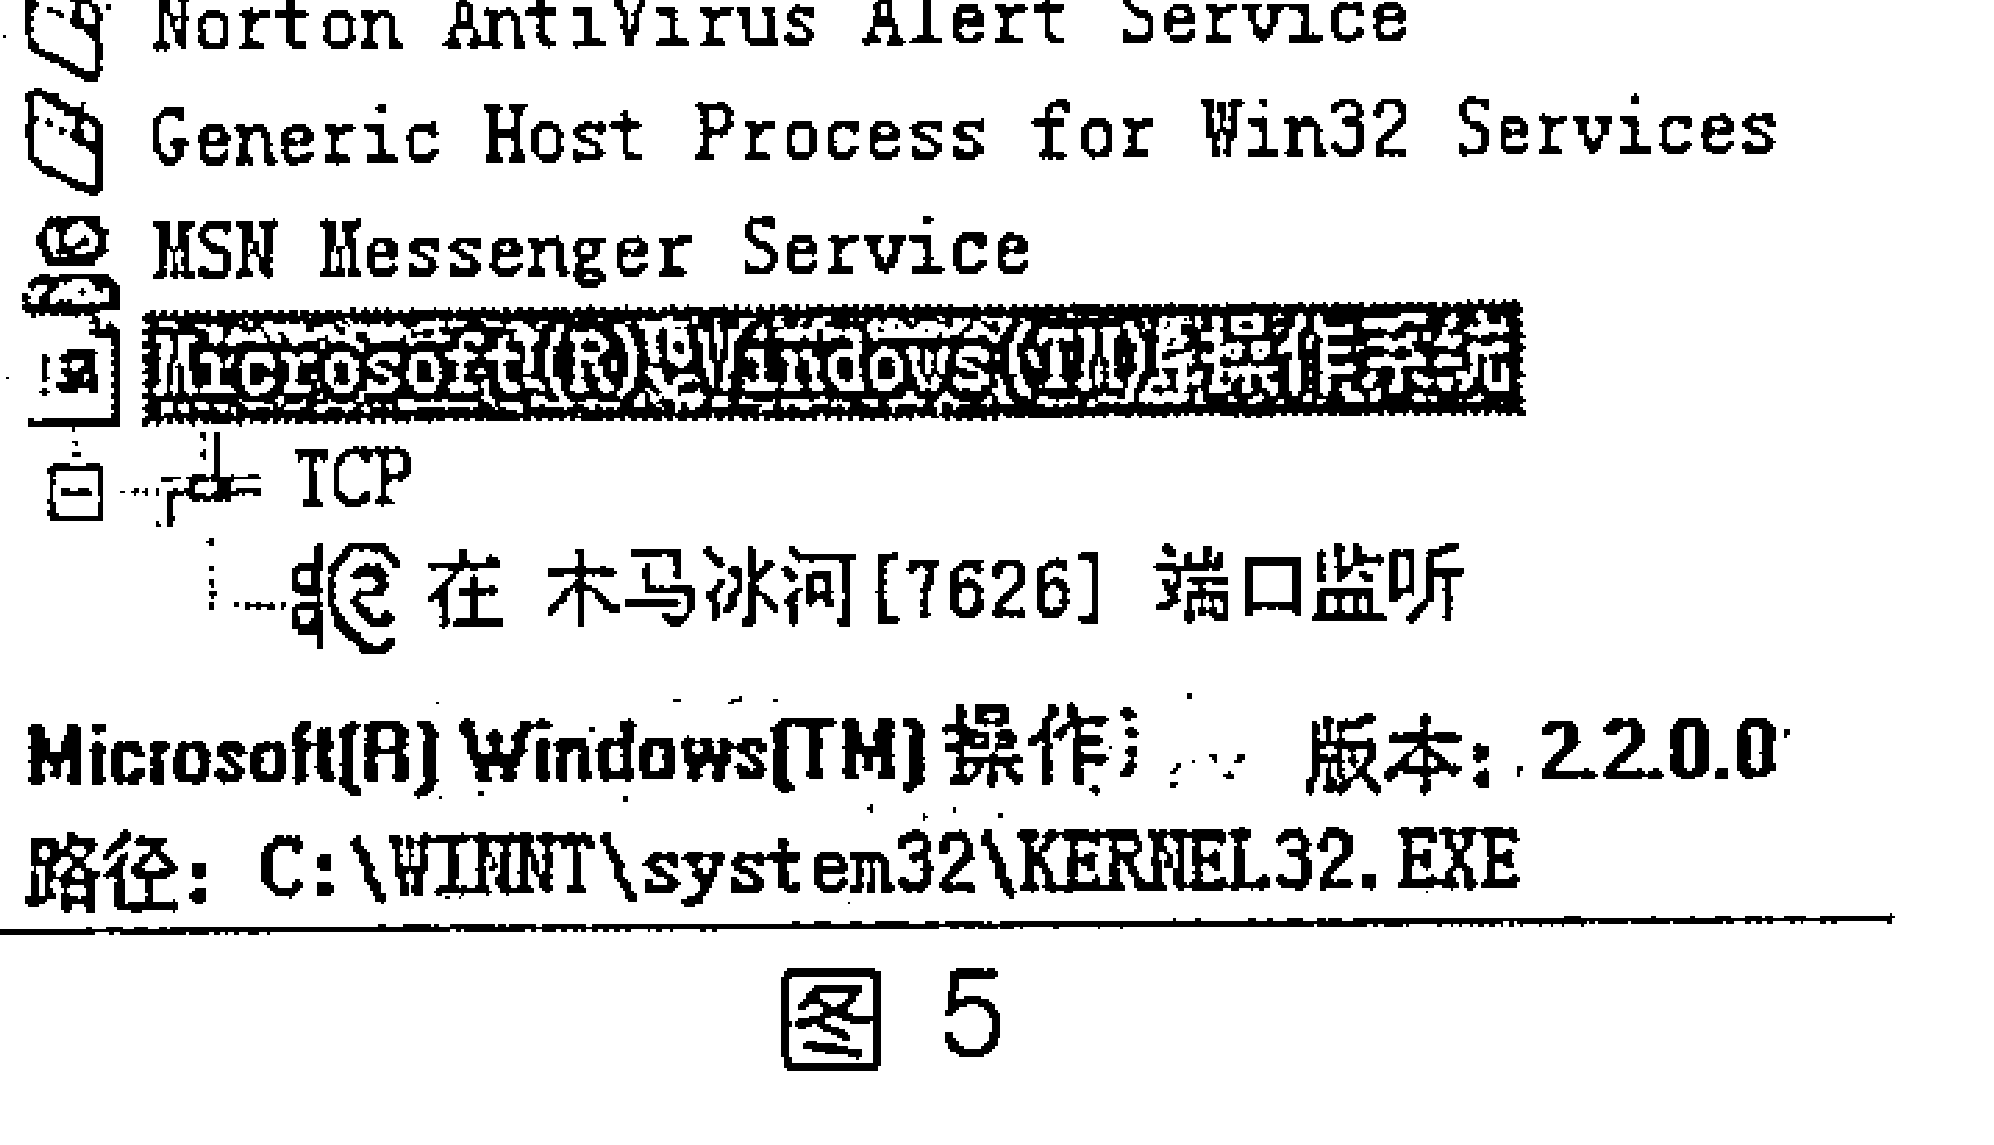 Norton AntiVirus Alert Service
Generic Host Process for Win32 Services
MSN Messenger Service
Microsoft(R) Windows(TM) 操作系统
TCP
在 木马冰河[7626] 端口监听
Microsoft(R) Windows(TM) 操作 版本: 2.2.0.0
路径: C:\WINNT\system32\KERNEL32.EXE
图 5